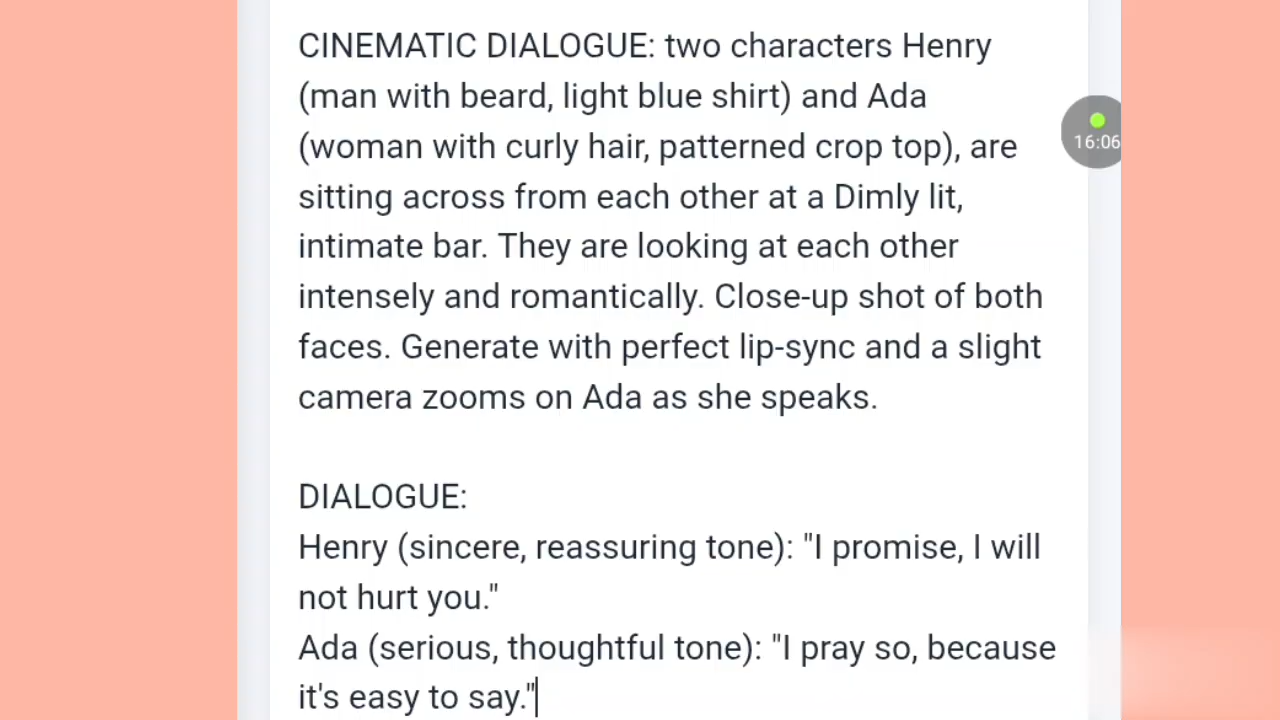 CINEMATIC DIALOGUE: two characters Henry
(man with beard, light blue shirt) and Ada
(woman with curly hair, patterned crop top), are
sitting across from each other at a Dimly lit,
intimate bar. They are looking at each other
intensely and romantically. Close-up shot of both
faces. Generate with perfect lip-sync and a slight
camera zooms on Ada as she speaks.
DIALOGUE:
Henry (sincere, reassuring tone): "I promise, I will
not hurt you."
Ada (serious, thoughtful tone): "I pray so, because
it's easy to say."
16:06